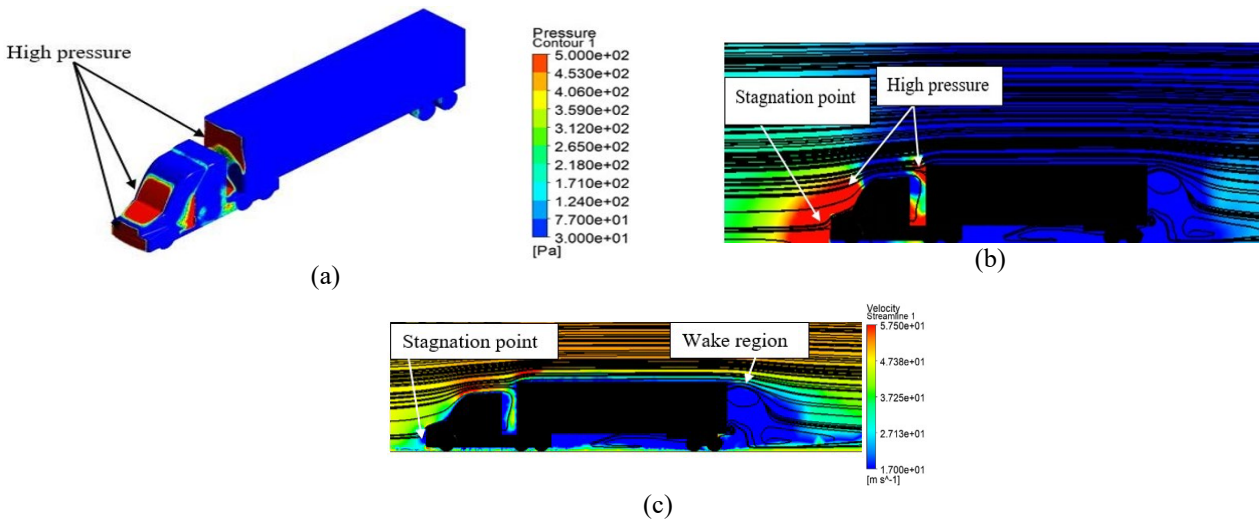 High pressure
Pressure
Contour 1
5.000e+02
4.530e+02
4.060e+02
3.590e+02
3.120e+02
2.650e+02
2.180e+02
1.710e+02
1.240e+02
7.700e+01
3.000e+01
[Pa]
(a)
Stagnation point
High pressure
(b)
Stagnation point
Wake region
Velocity
Streamline 1
5.750e+01
4.738e+01
3.725e+01
2.713e+01
1.700e+01
[m s^-1]
(c)